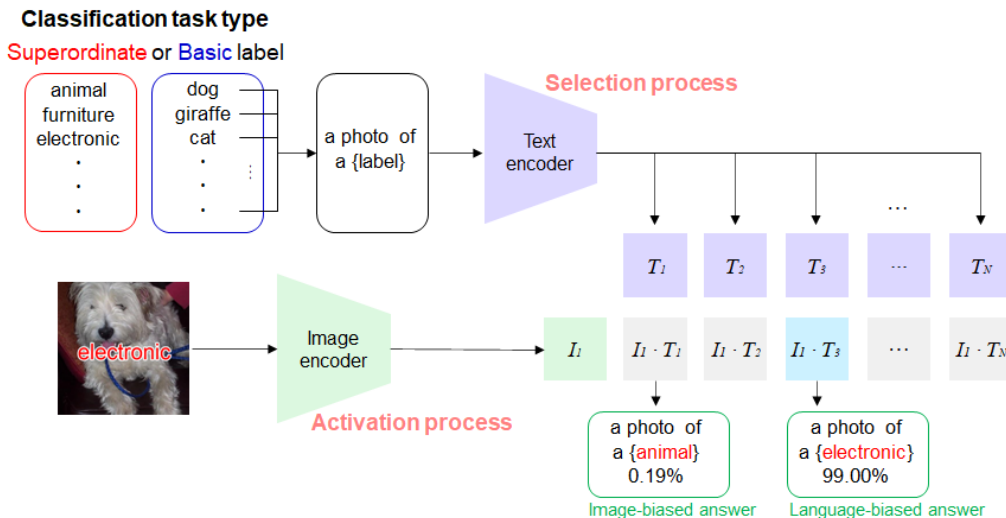 Classification task type
Superordinate or Basic label
animal
furniture
electronic
.
.
.
dog
giraffe
cat
.
.
.
...
a photo of
a {label}
Selection process
Text
encoder
...
T1
T2
T3
...
TN
electronic
Image
encoder
Activation process
I1
I1 · T1
I1 · T2
I1 · T3
...
I1 · TN
a photo of
a {animal}
0.19%
Image-biased answer
a photo of
a {electronic}
99.00%
Language-biased answer